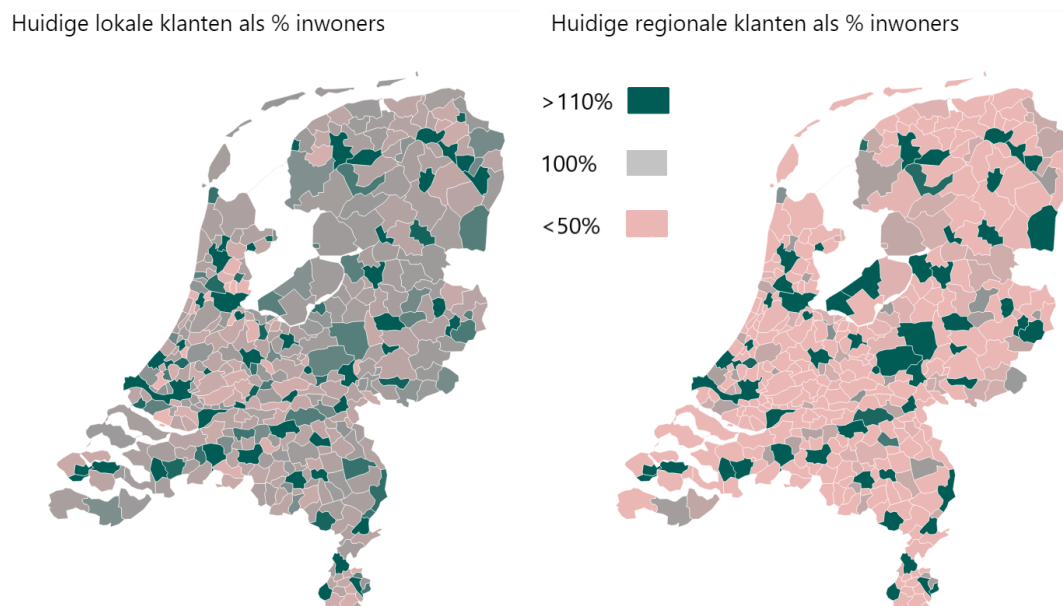 Huidige lokale klanten als % inwoners
Huidige regionale klanten als % inwoners
>110%
100%
<50%